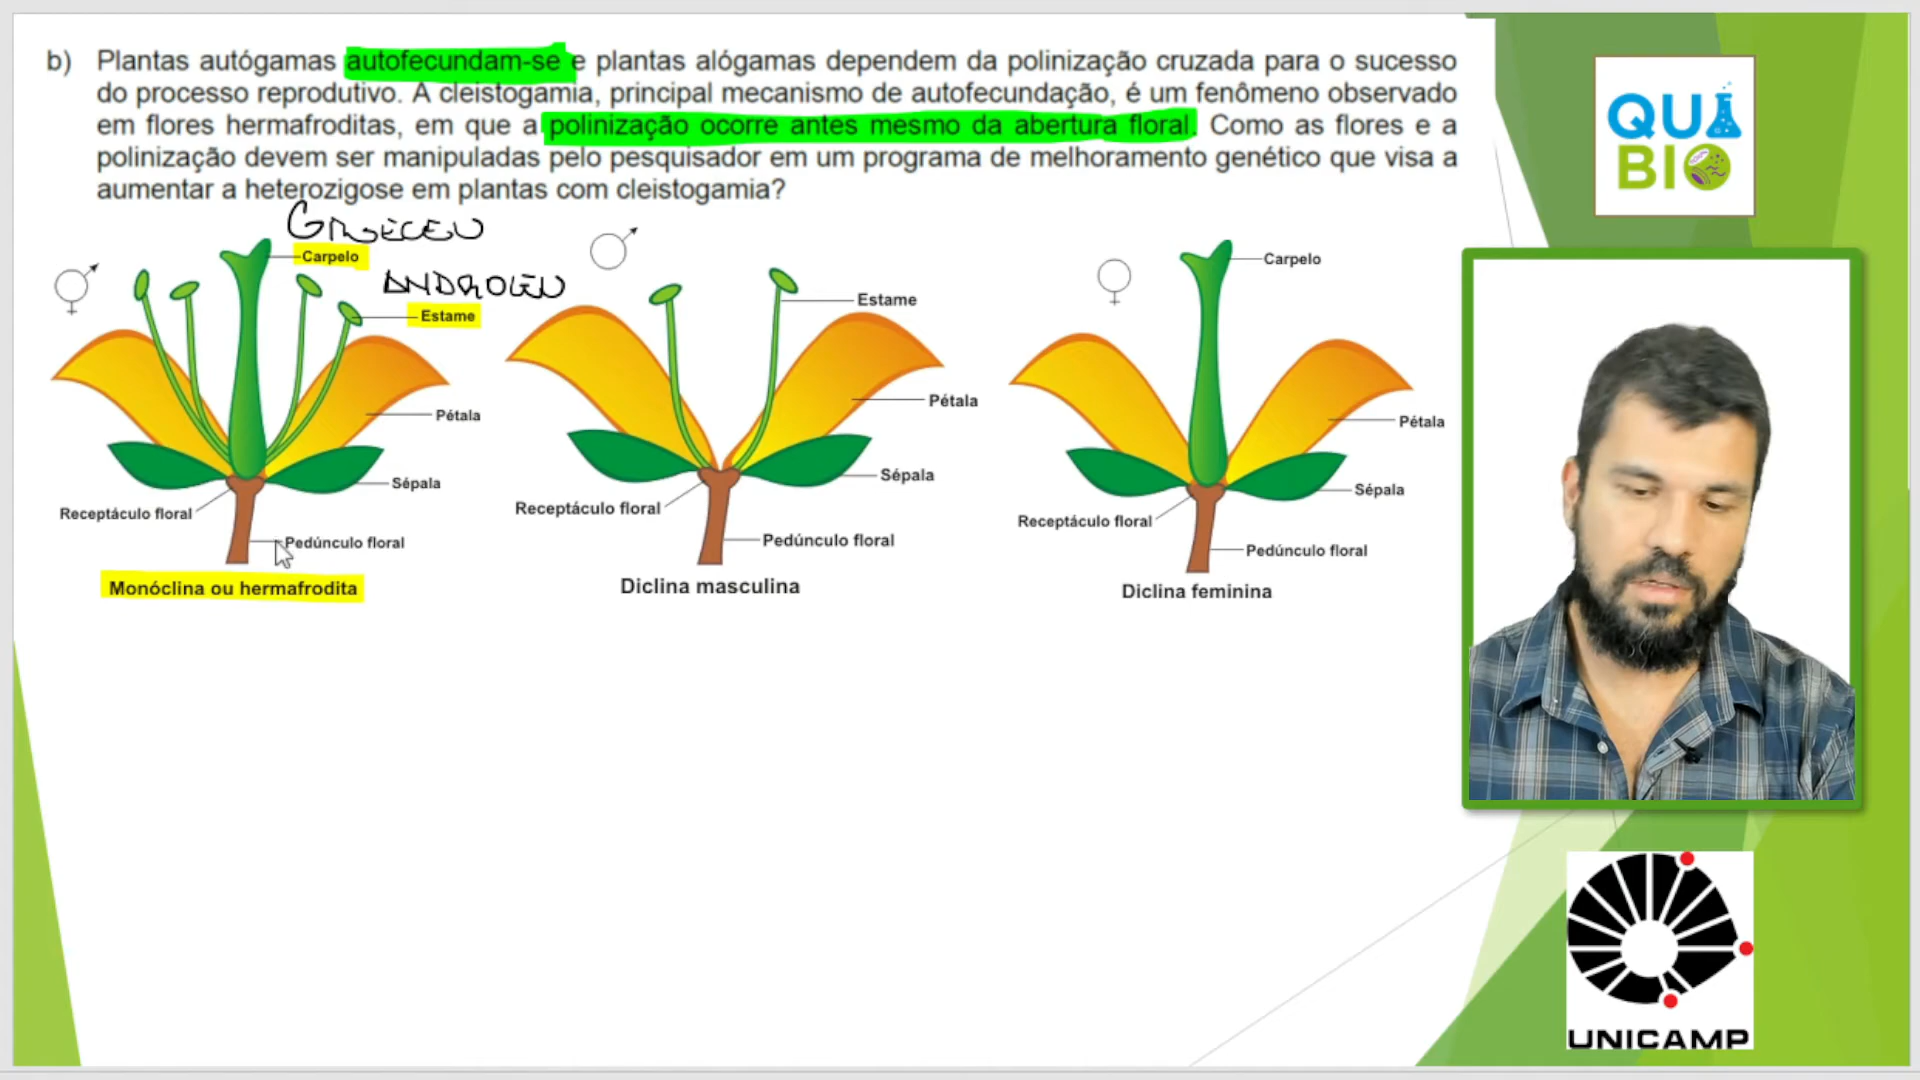 b) Plantas autógamas autofecundam-se e plantas alógamas dependem da polinização cruzada para o sucesso
do processo reprodutivo. A cleistogamia, principal mecanismo de autofecundação, é um fenômeno observado
em flores hermafroditas, em que a polinização ocorre antes mesmo da abertura floral. Como as flores e a
polinização devem ser manipuladas pelo pesquisador em um programa de melhoramento genético que visa a
aumentar a heterozigose em plantas com cleistogamia?
Carpelo
ANDROCEU
Estame
Pétala
Sépala
Receptáculo floral
Pedúnculo floral
Monóclina ou hermafrodita
Estame
Pétala
Sépala
Receptáculo floral
Pedúnculo floral
Diclina masculina
Carpelo
Pétala
Sépala
Receptáculo floral
Pedúnculo floral
Diclina feminina
QUI
BIO
UNICAMP